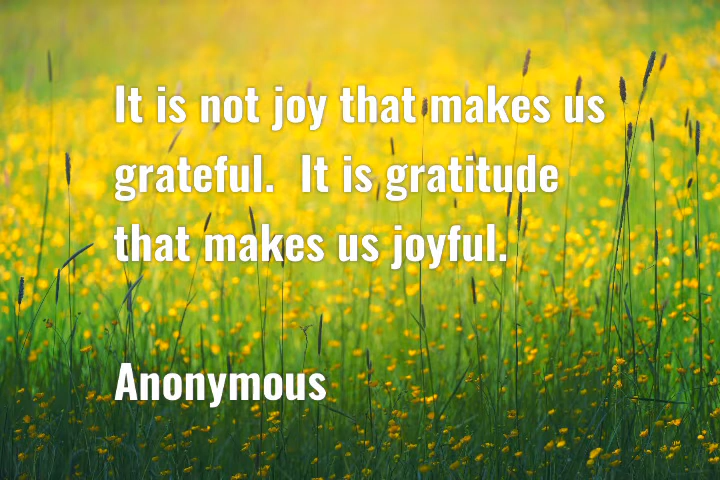 It is not joy that makes us
grateful.  It is gratitude
that makes us joyful.
Anonymous